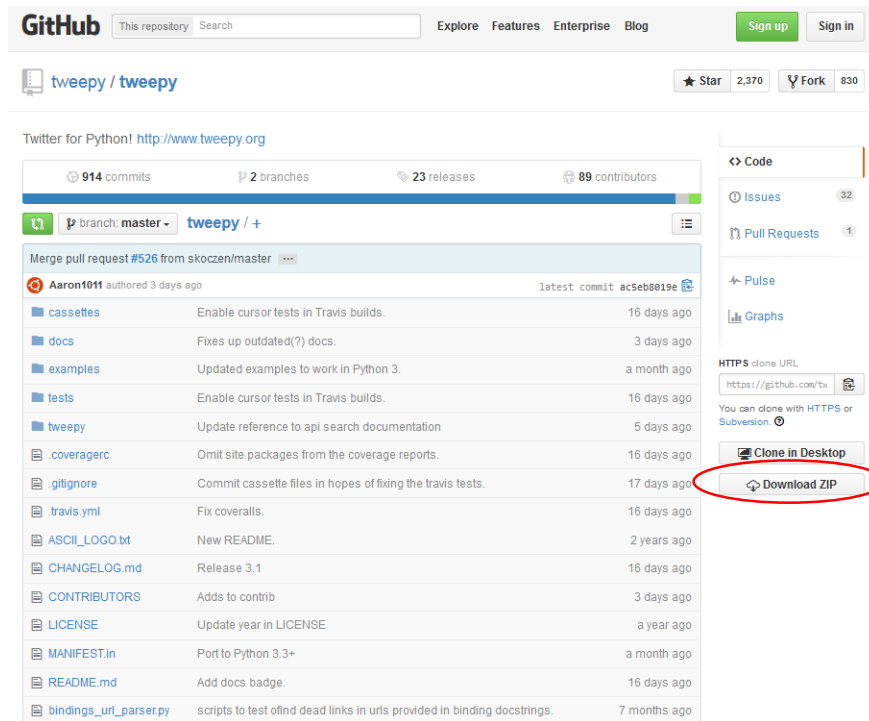 GitHub This repository Search Explore Features Enterprise Blog Sign up Sign in
tweepy / tweepy Star 2,370 Fork 830
Twitter for Python! http://www.tweepy.org
914 commits 2 branches 23 releases 89 contributors
branch: master tweepy / +
Merge pull request #526 from skoczen/master ...
Aaron1011 authored 3 days ago latest commit ac5eb8019e
cassettes Enable cursor tests in Travis builds. 16 days ago
docs Fixes up outdated(?) docs. 3 days ago
examples Updated examples to work in Python 3. a month ago
tests Enable cursor tests in Travis builds. 16 days ago
tweepy Update reference to api search documentation 5 days ago
.coveragerc Omit site packages from the coverage reports. 16 days ago
.gitignore Commit cassette files in hopes of fixing the travis tests. 17 days ago
.travis.yml Fix coveralls. 16 days ago
ASCII_LOGO.txt New README. 2 years ago
CHANGELOG.md Release 3.1 16 days ago
CONTRIBUTORS Adds to contrib 3 days ago
LICENSE Update year in LICENSE a year ago
MANIFEST.in Port to Python 3.3+ a month ago
README.md Add docs badge. 16 days ago
bindings_url_parser.py scripts to test ofind dead links in urls provided in binding docstrings. 7 months ago
Code
Issues 32
Pull Requests 1
Pulse
Graphs
HTTPS clone URL
https://github.com/tw
You can clone with HTTPS or
Subversion.
Clone in Desktop
Download ZIP